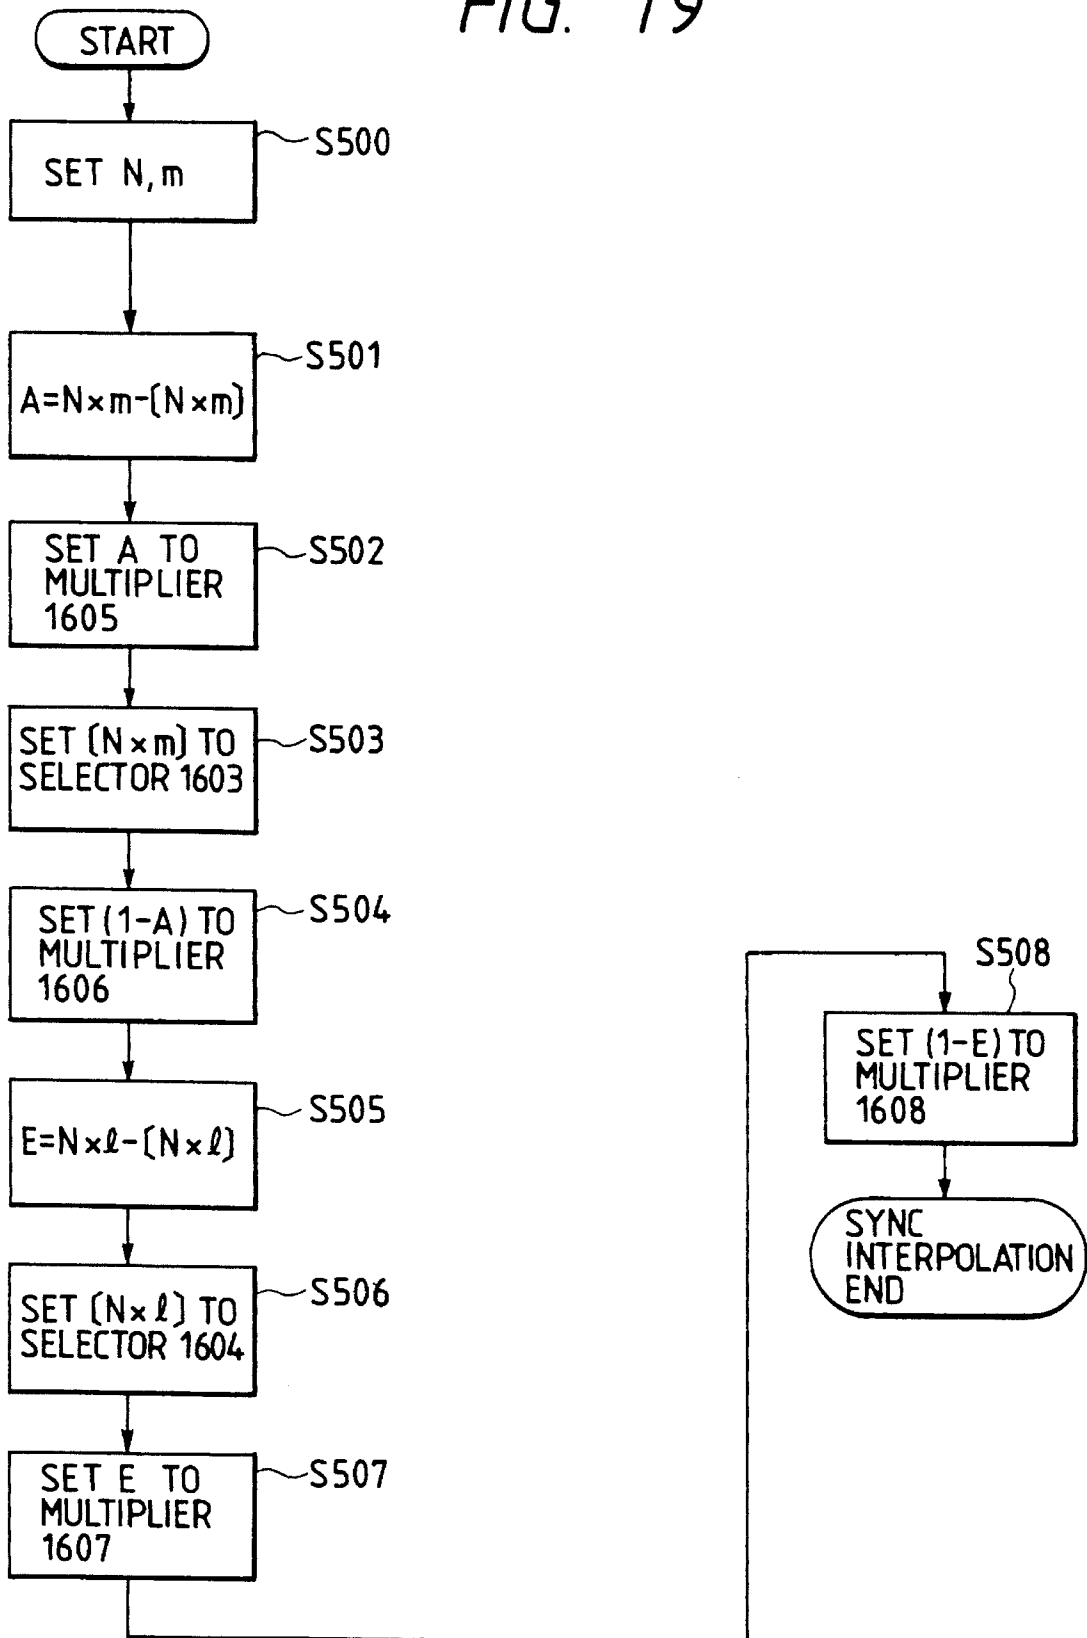 FIG. 19
START
S500
SET N, m
S501
A=N×m-[N×m]
S502
SET A TO
MULTIPLIER
1605
S503
SET [N×m] TO
SELECTOR 1603
S504
SET (1-A) TO
MULTIPLIER
1606
S505
E=N×ℓ-[N×ℓ]
S506
SET [N×ℓ] TO
SELECTOR 1604
S507
SET E TO
MULTIPLIER
1607
S508
SET (1-E) TO
MULTIPLIER
1608
SYNC
INTERPOLATION
END